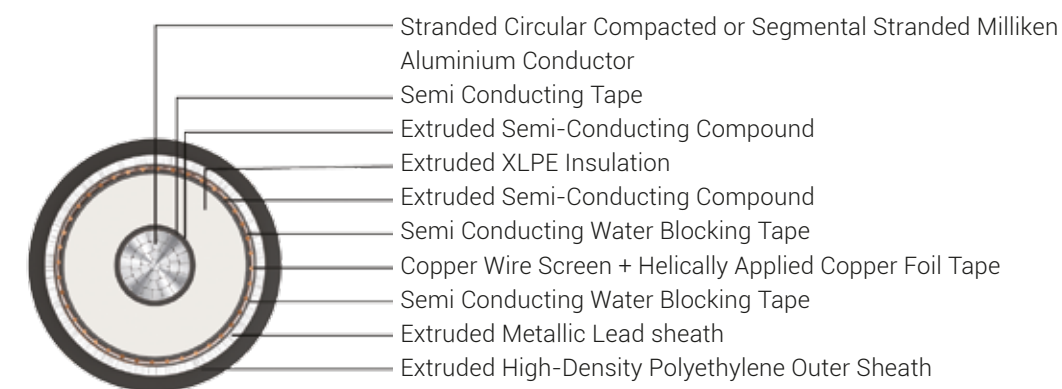 Stranded Circular Compacted or Segmental Stranded Milliken
Aluminium Conductor
Semi Conducting Tape
Extruded Semi-Conducting Compound
Extruded XLPE Insulation
Extruded Semi-Conducting Compound
Semi Conducting Water Blocking Tape
Copper Wire Screen + Helically Applied Copper Foil Tape
Semi Conducting Water Blocking Tape
Extruded Metallic Lead sheath
Extruded High-Density Polyethylene Outer Sheath